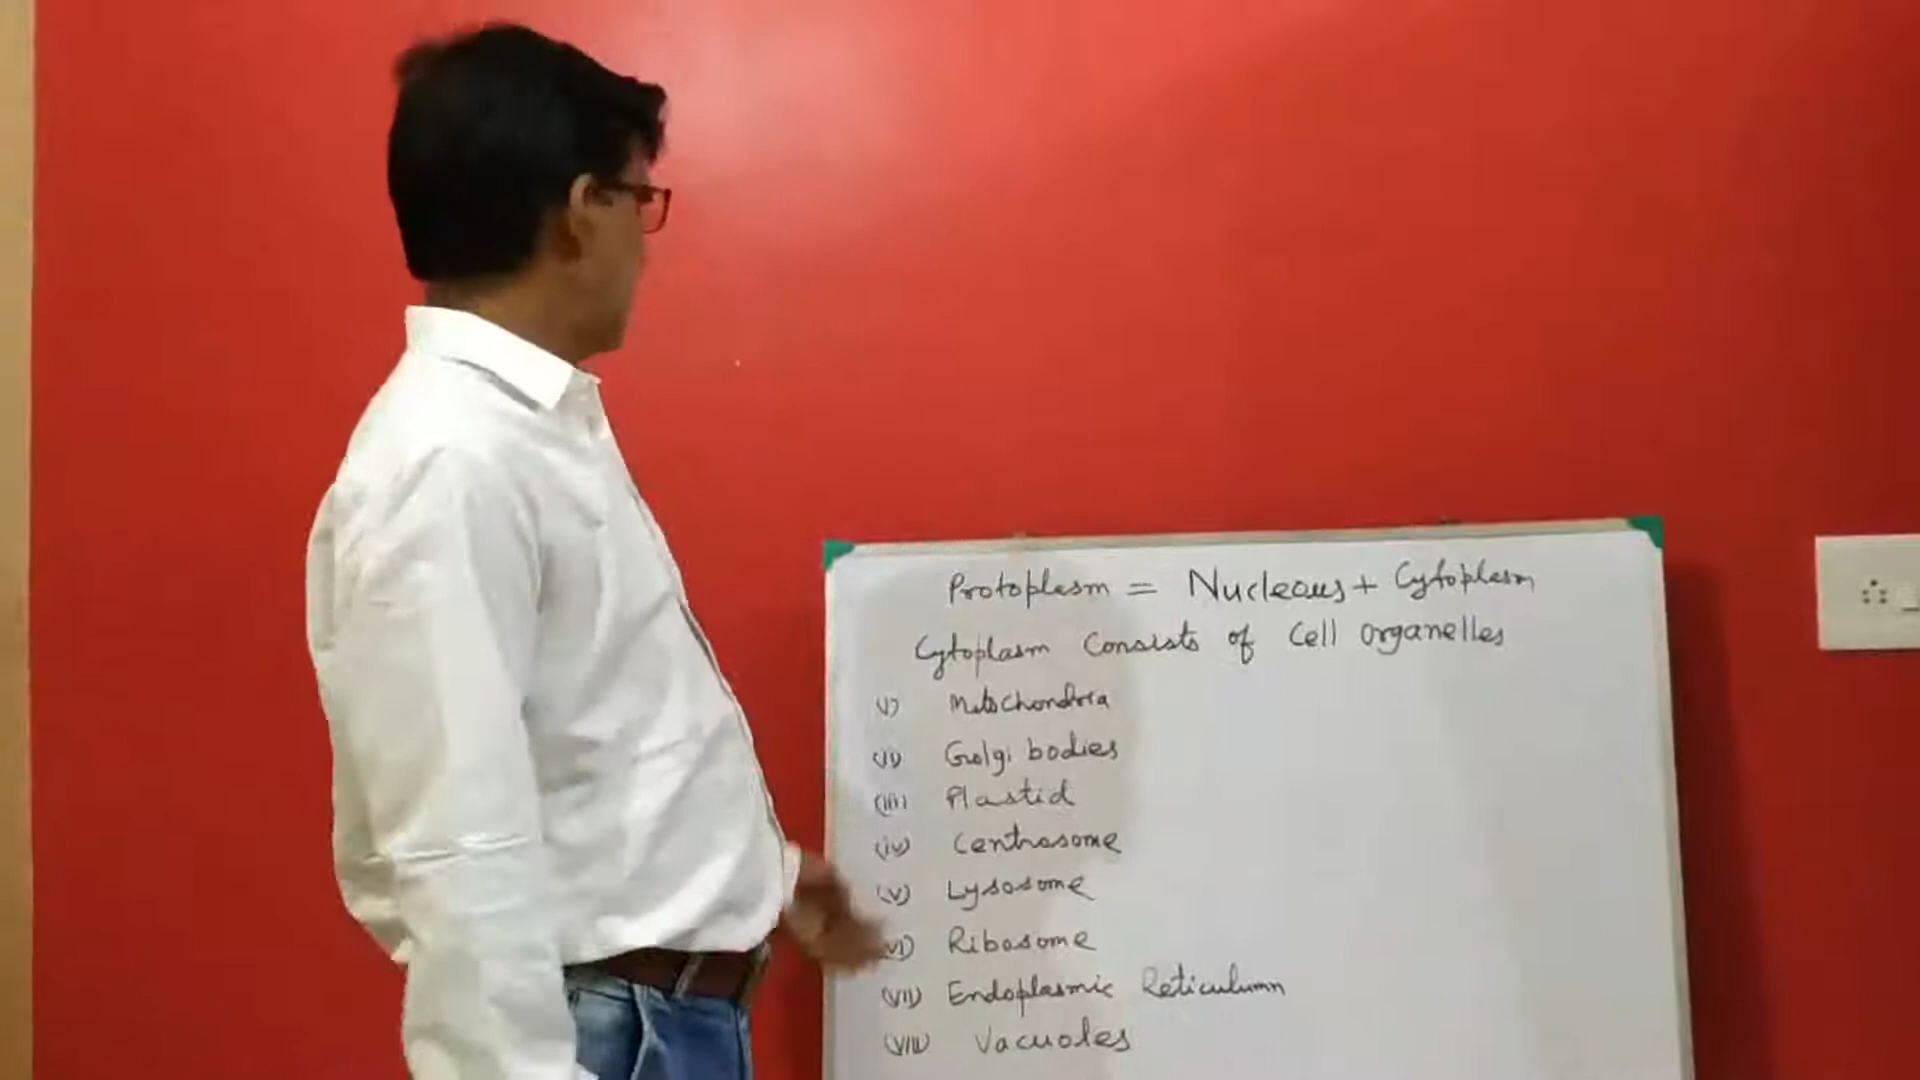 Protoplasm = Nucleaus + Cytoplasm
Cytoplasm Consists of Cell organelles
(i) Mitochondria
(ii) Golgi bodies
(iii) Plastid
(iv) Centrosome
(v) Lysosome
(vi) Ribosome
(vii) Endoplasmic Reticulumn
(viii) Vacuoles